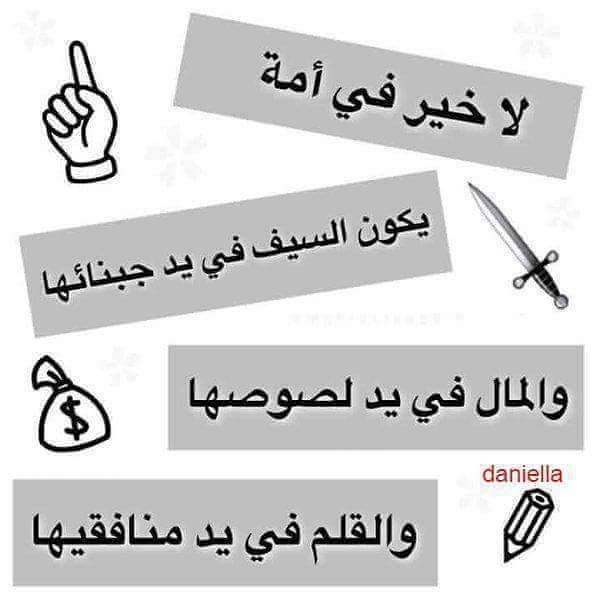 لا خير في أمة
يكون السيف في يد جبنائها
والمال في يد لصوصها
daniella
والقلم في يد منافقيها